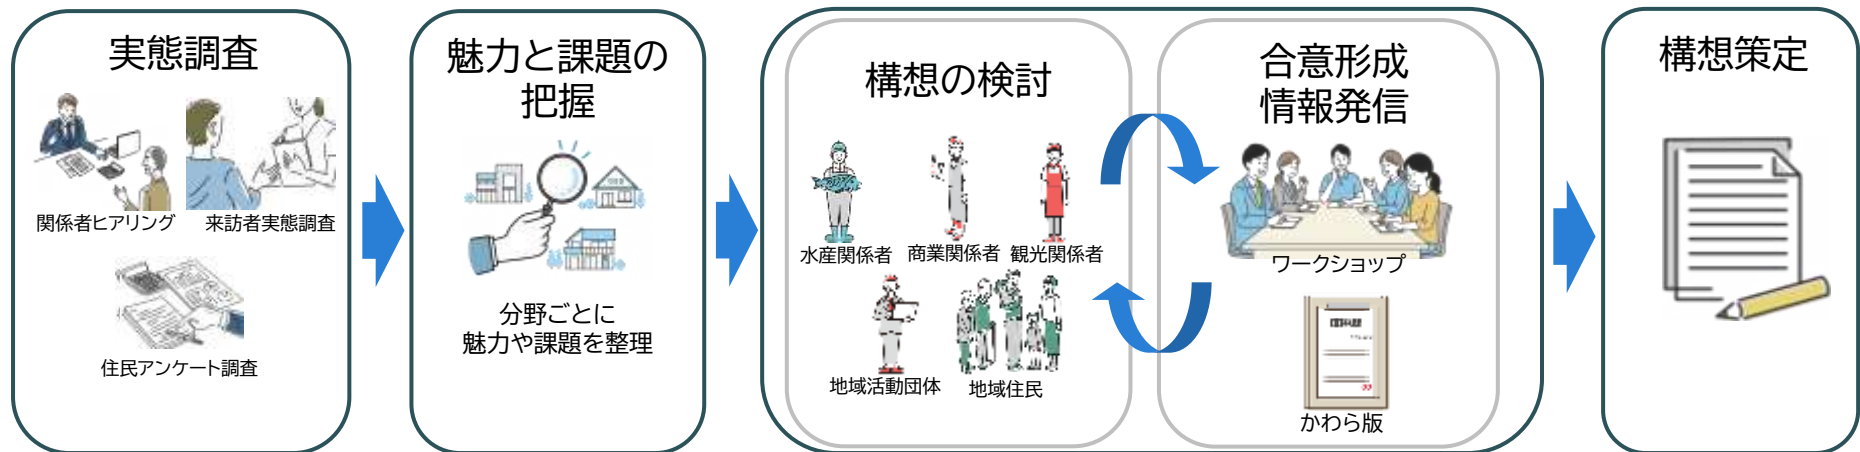 実態調査
関係者ヒアリング
来訪者実態調査
住民アンケート調査
魅力と課題の
把握
分野ごとに
魅力や課題を整理
構想の検討
水産関係者
商業関係者
観光関係者
地域活動団体
地域住民
合意形成
情報発信
ワークショップ
かわら版
構想策定